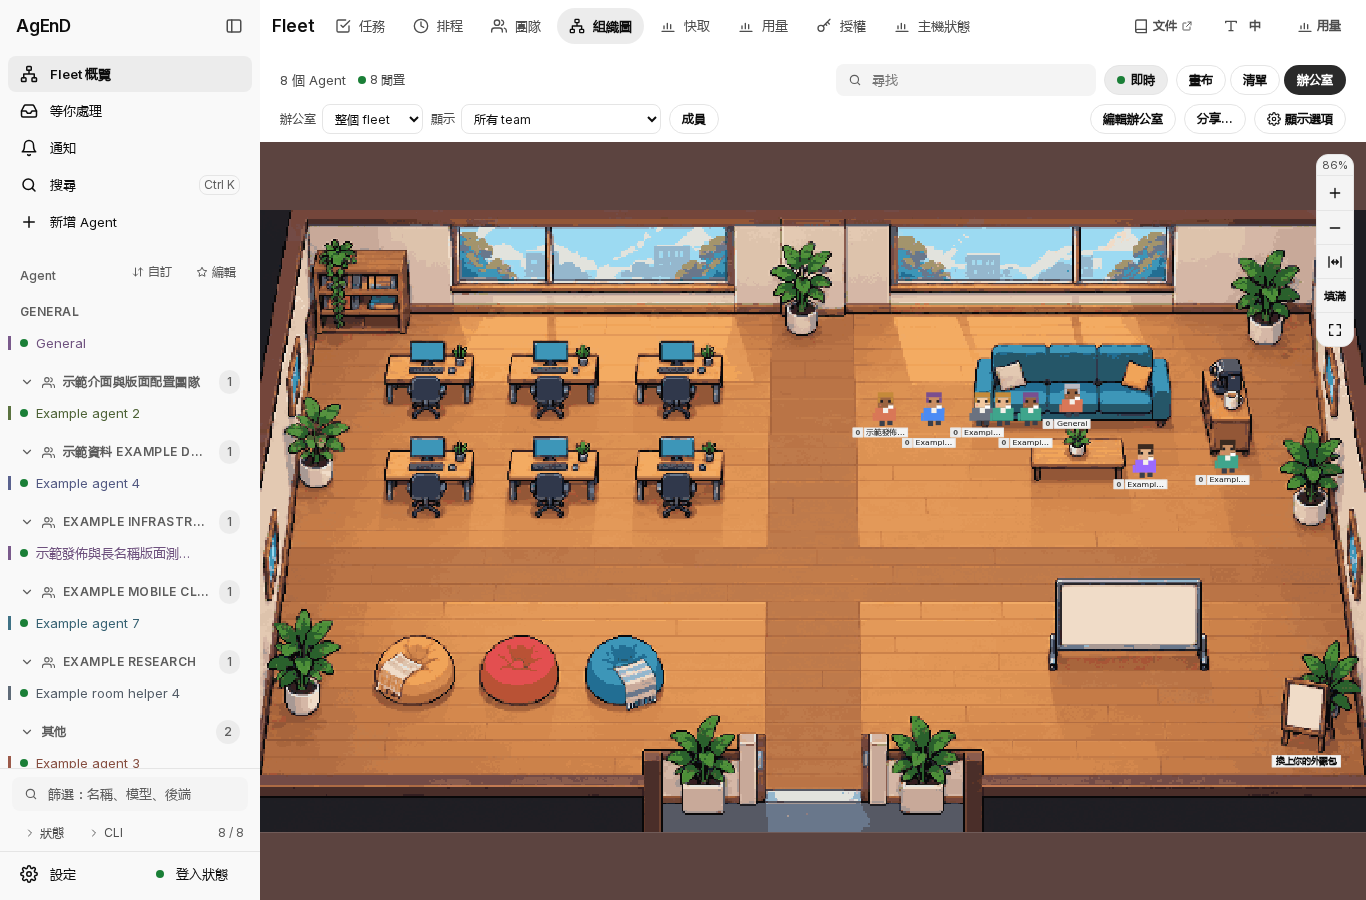 AgEnD
Fleet 概覽
等你處理
通知
搜尋 Ctrl K
新增 Agent
Agent 自訂 編輯
GENERAL
General
示範介面與版面配置團隊 1
Example agent 2
示範資料 EXAMPLE D... 1
Example agent 4
EXAMPLE INFRASTR... 1
示範發佈與長名稱版面測...
EXAMPLE MOBILE CL... 1
Example agent 7
EXAMPLE RESEARCH 1
Example room helper 4
其他 2
Example agent 3
篩選：名稱、模型、後端
狀態 CLI 8 / 8
設定 登入狀態
Fleet 任務 排程 團隊 組織圖 快取 用量 授權 主機狀態 文件 中 用量
8 個 Agent 8 閒置 尋找 即時 畫布 清單 辦公室
辦公室 整個 fleet 顯示 所有 team 成員 編輯辦公室 分享... 顯示選項
86%
填滿
0 General
0 示範發佈...
0 Exampl...
0 Exampl...
0 Exampl...
0 Exampl...
0 Exampl...
換上你的外觀包